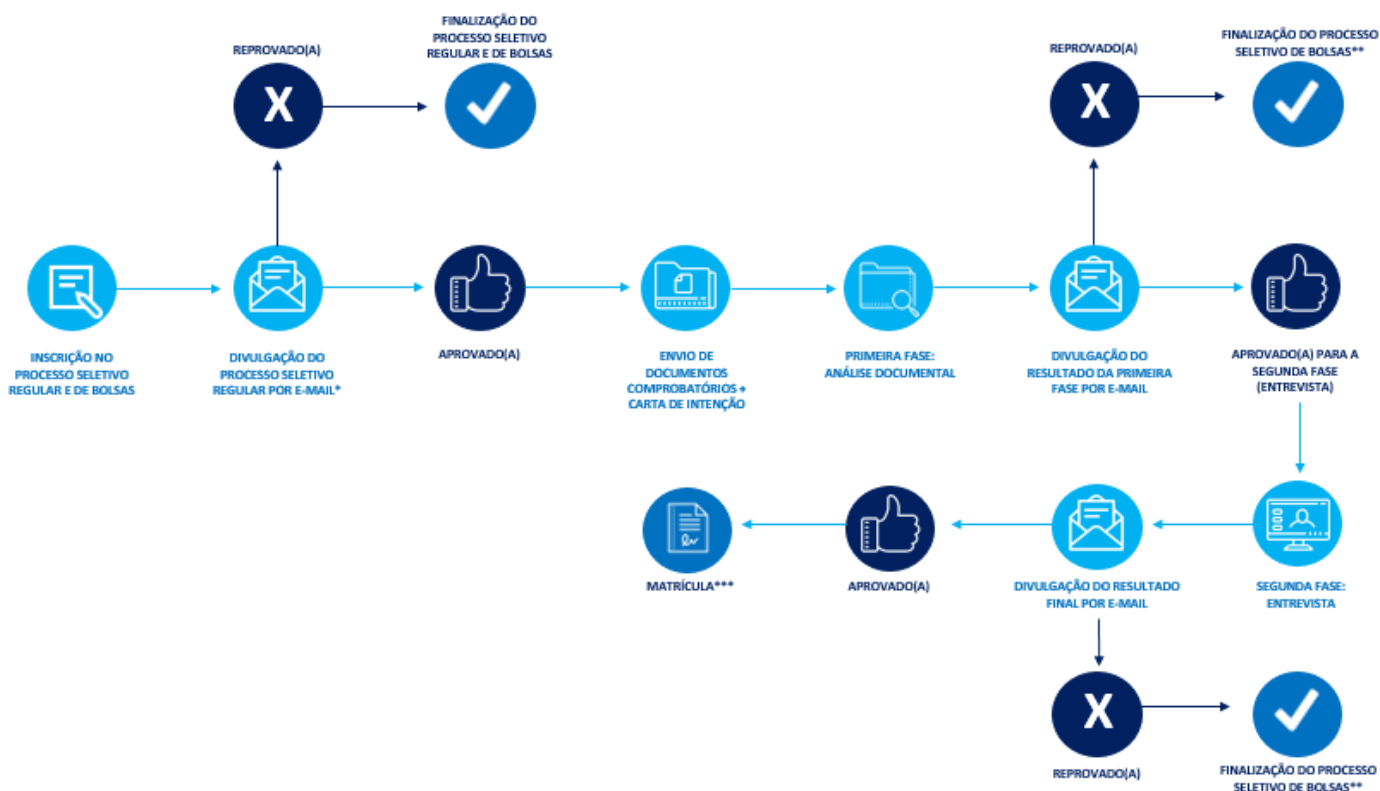 FINALIZAÇÃO DO
PROCESSO SELETIVO
REGULAR E DE BOLSAS
REPROVADO(A)
X
REPROVADO(A)
X
FINALIZAÇÃO DO PROCESSO
SELETIVO DE BOLSAS**
INSCRIÇÃO NO
PROCESSO SELETIVO
REGULAR E DE BOLSAS
DIVULGAÇÃO DO
PROCESSO SELETIVO
REGULAR POR E-MAIL*
APROVADO(A)
ENVIO DE
DOCUMENTOS
COMPROBATÓRIOS +
CARTA DE INTENÇÃO
PRIMEIRA FASE:
ANÁLISE DOCUMENTAL
DIVULGAÇÃO DO
RESULTADO DA PRIMEIRA
FASE POR E-MAIL
APROVADO(A) PARA A
SEGUNDA FASE
(ENTREVISTA)
SEGUNDA FASE:
ENTREVISTA
DIVULGAÇÃO DO RESULTADO
FINAL POR E-MAIL
APROVADO(A)
MATRÍCULA***
X
REPROVADO(A)
FINALIZAÇÃO DO PROCESSO
SELETIVO DE BOLSAS**